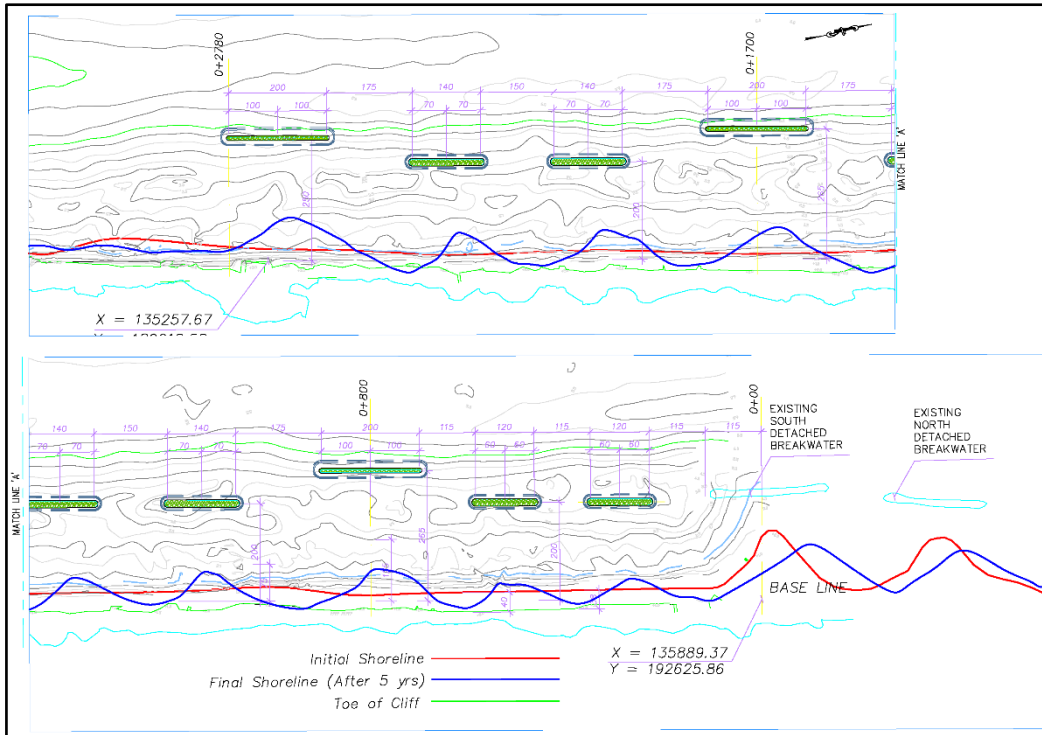 0+2780
0+1700
200 175 140 150 140 175 200 175
100 100 70 70 70 70 100 100
MATCH LINE 'A'
250
200
265
X = 135257.67
0+800
0+00
EXISTING
SOUTH
DETACHED
BREAKWATER
EXISTING
NORTH
DETACHED
BREAKWATER
140 150 140 175 200 115 120 115 120 115 115
70 70 70 70 100 100 60 60 60 60
MATCH LINE 'A'
200
265
200
40
BASE LINE
X = 135889.37
Y = 192625.86
Initial Shoreline
Final Shoreline (After 5 yrs)
Toe of Cliff